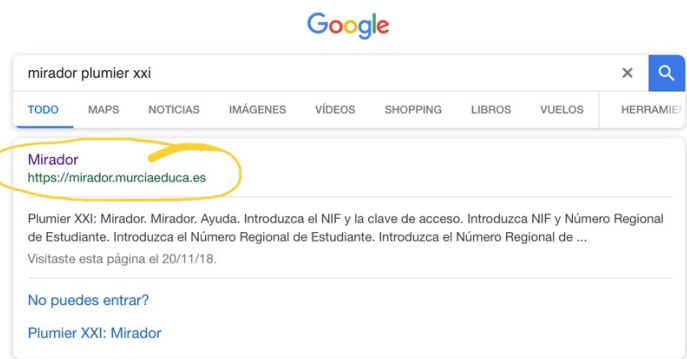 Google
mirador plumier xxi
TODO MAPS NOTICIAS IMÁGENES VÍDEOS SHOPPING LIBROS VUELOS HERRAMIEN
Mirador
https://mirador.murciaeduca.es
Plumier XXI: Mirador. Mirador. Ayuda. Introduzca el NIF y la clave de acceso. Introduzca NIF y Número Regional
de Estudiante. Introduzca el Número Regional de Estudiante. Introduzca el Número Regional de ...
Visitaste esta página el 20/11/18.
No puedes entrar?
Plumier XXI: Mirador